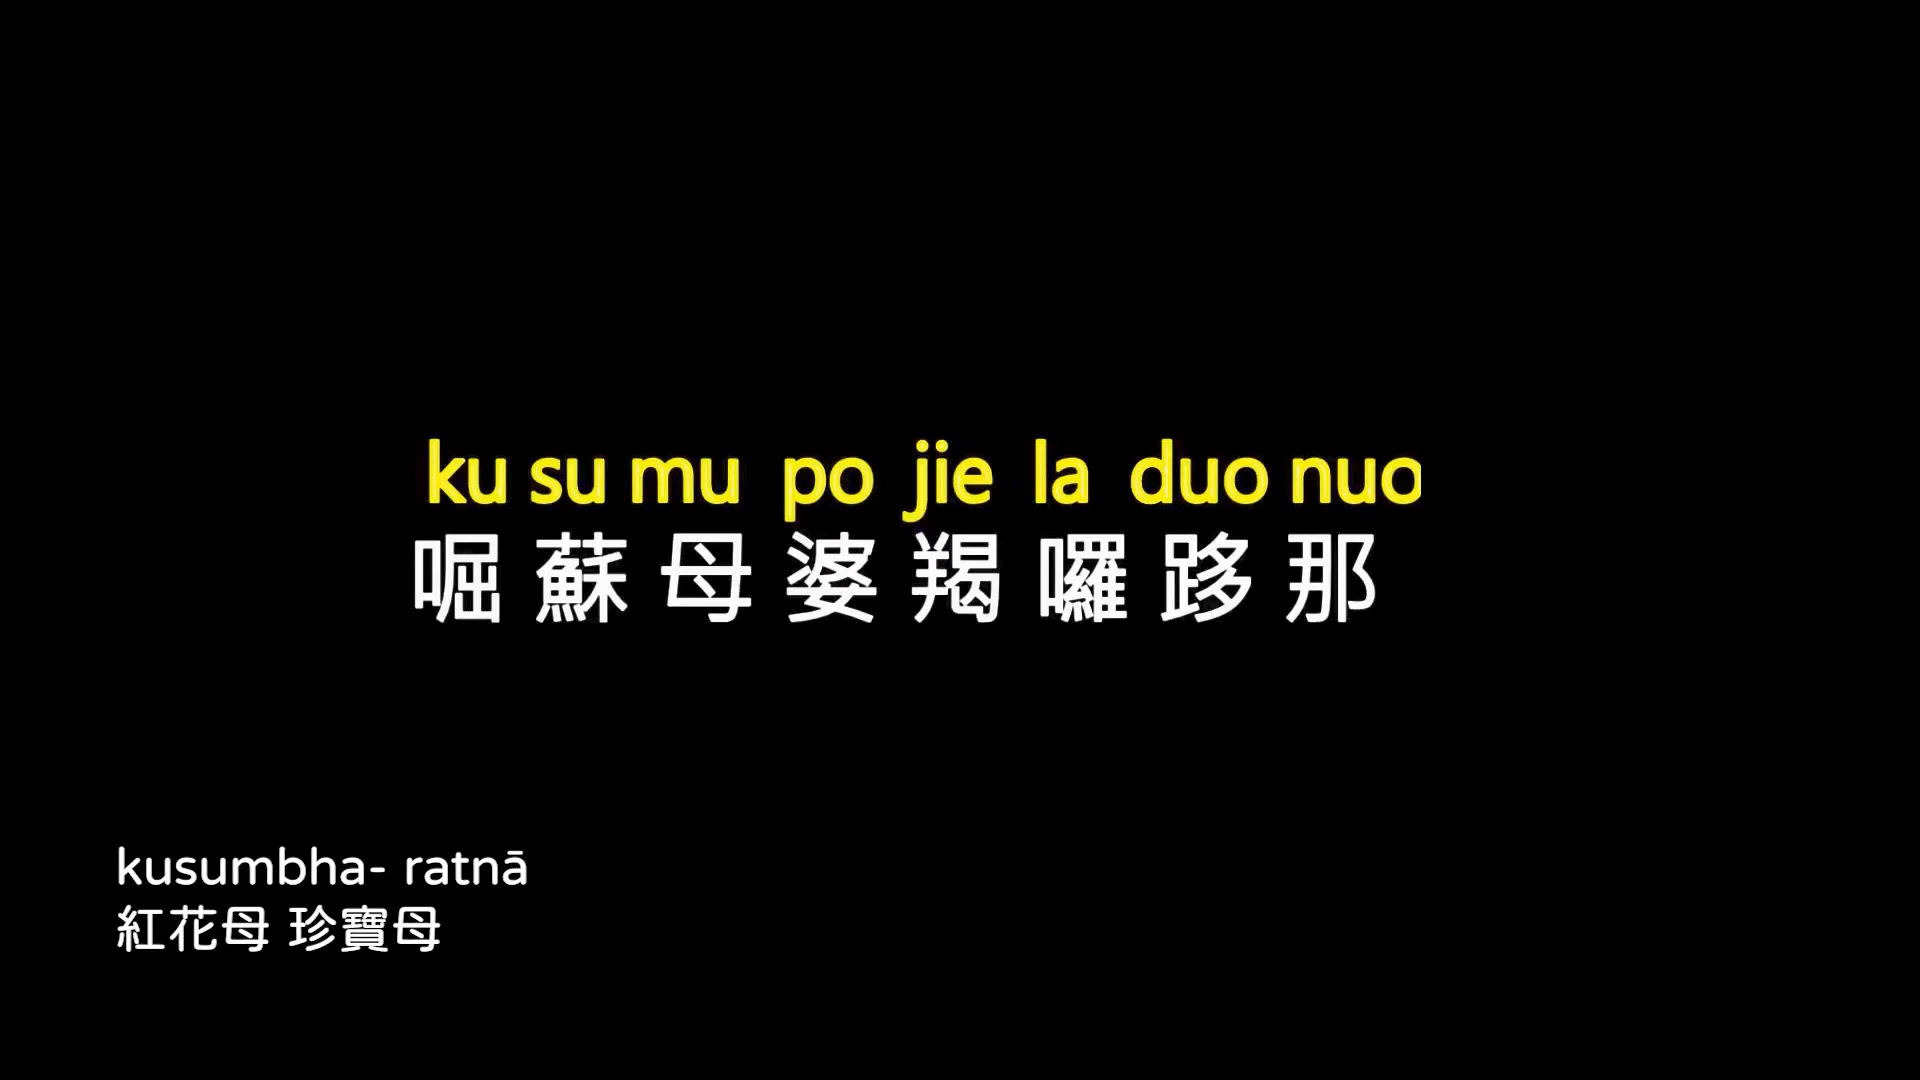 ku su mu po jie la duo nuo
啒蘇母婆羯囉跢那
kusumbha- ratnā
紅花母 珍寶母